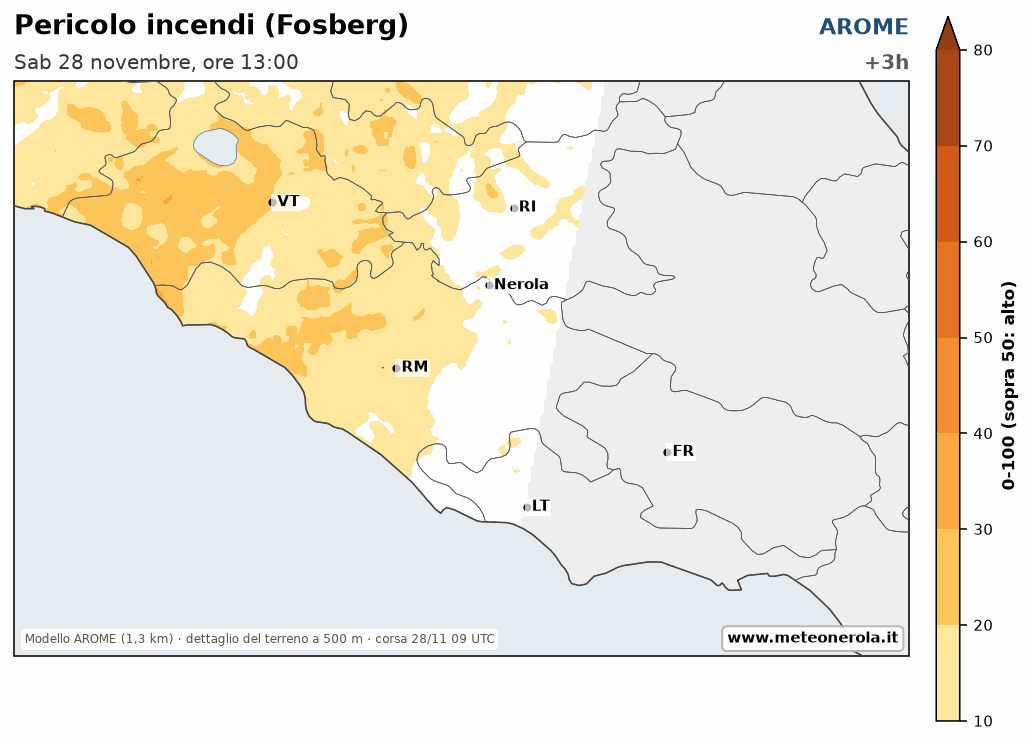 Pericolo incendi (Fosberg)
AROME
Sab 28 novembre, ore 13:00
+3h
VT
RI
Nerola
RM
FR
LT
Modello AROME (1,3 km) · dettaglio del terreno a 500 m · corsa 28/11 09 UTC
www.meteonerola.it
80
70
60
50
40
30
20
10
0-100 (sopra 50: alto)